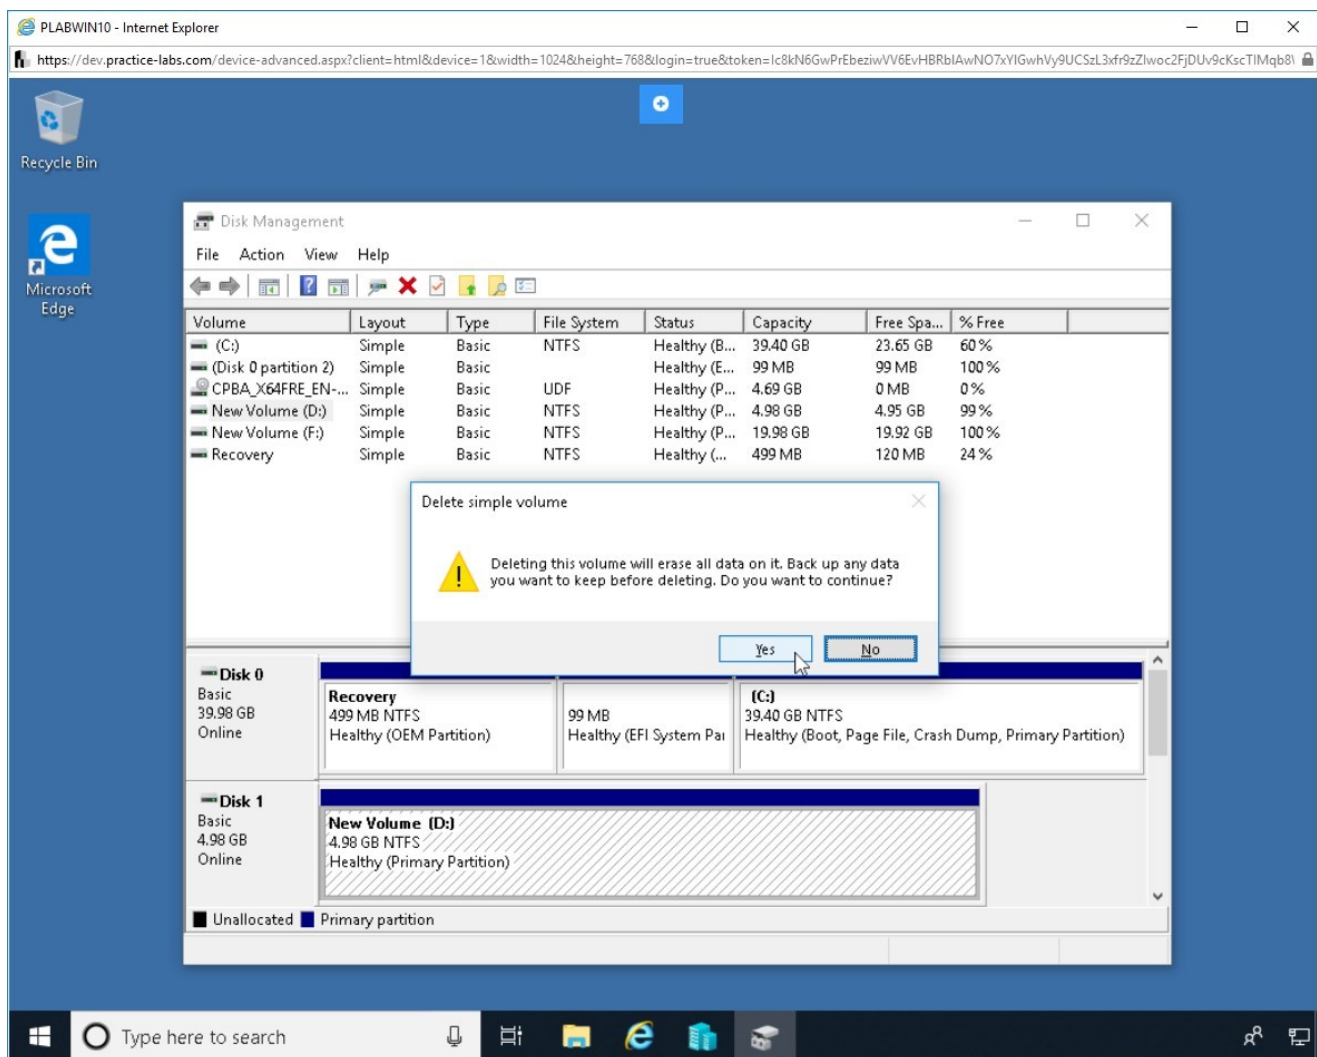 PLABWIN10 - Internet Explorer
https://dev.practice-labs.com/device-advanced.aspx?client=html&device=1&width=1024&height=768&login=true&token=
Recycle Bin
Microsoft
Edge
Disk Management
File Action View Help
Volume Layout Type File System Status Capacity Free Spa... % Free
(C:) Simple Basic NTFS Healthy (B... 39.40 GB 23.65 GB 60 %
(Disk 0 partition 2) Simple Basic Healthy (E... 99 MB 99 MB 100 %
CPBA_X64FRE_EN-... Simple Basic UDF Healthy (P... 4.69 GB 0 MB 0 %
New Volume (D:) Simple Basic NTFS Healthy (P... 4.98 GB 4.95 GB 99 %
New Volume (F:) Simple Basic NTFS Healthy (P... 19.98 GB 19.92 GB 100 %
Recovery Simple Basic NTFS Healthy (... 499 MB 120 MB 24 %
Delete simple volume
Deleting this volume will erase all data on it. Back up any data
you want to keep before deleting. Do you want to continue?
Yes No
Disk 0
Basic
39.98 GB
Online
Recovery
499 MB NTFS
Healthy (OEM Partition)
99 MB
Healthy (EFI System Par
(C:)
39.40 GB NTFS
Healthy (Boot, Page File, Crash Dump, Primary Partition)
Disk 1
Basic
4.98 GB
Online
New Volume (D:)
4.98 GB NTFS
Healthy (Primary Partition)
Unallocated Primary partition
Type here to search